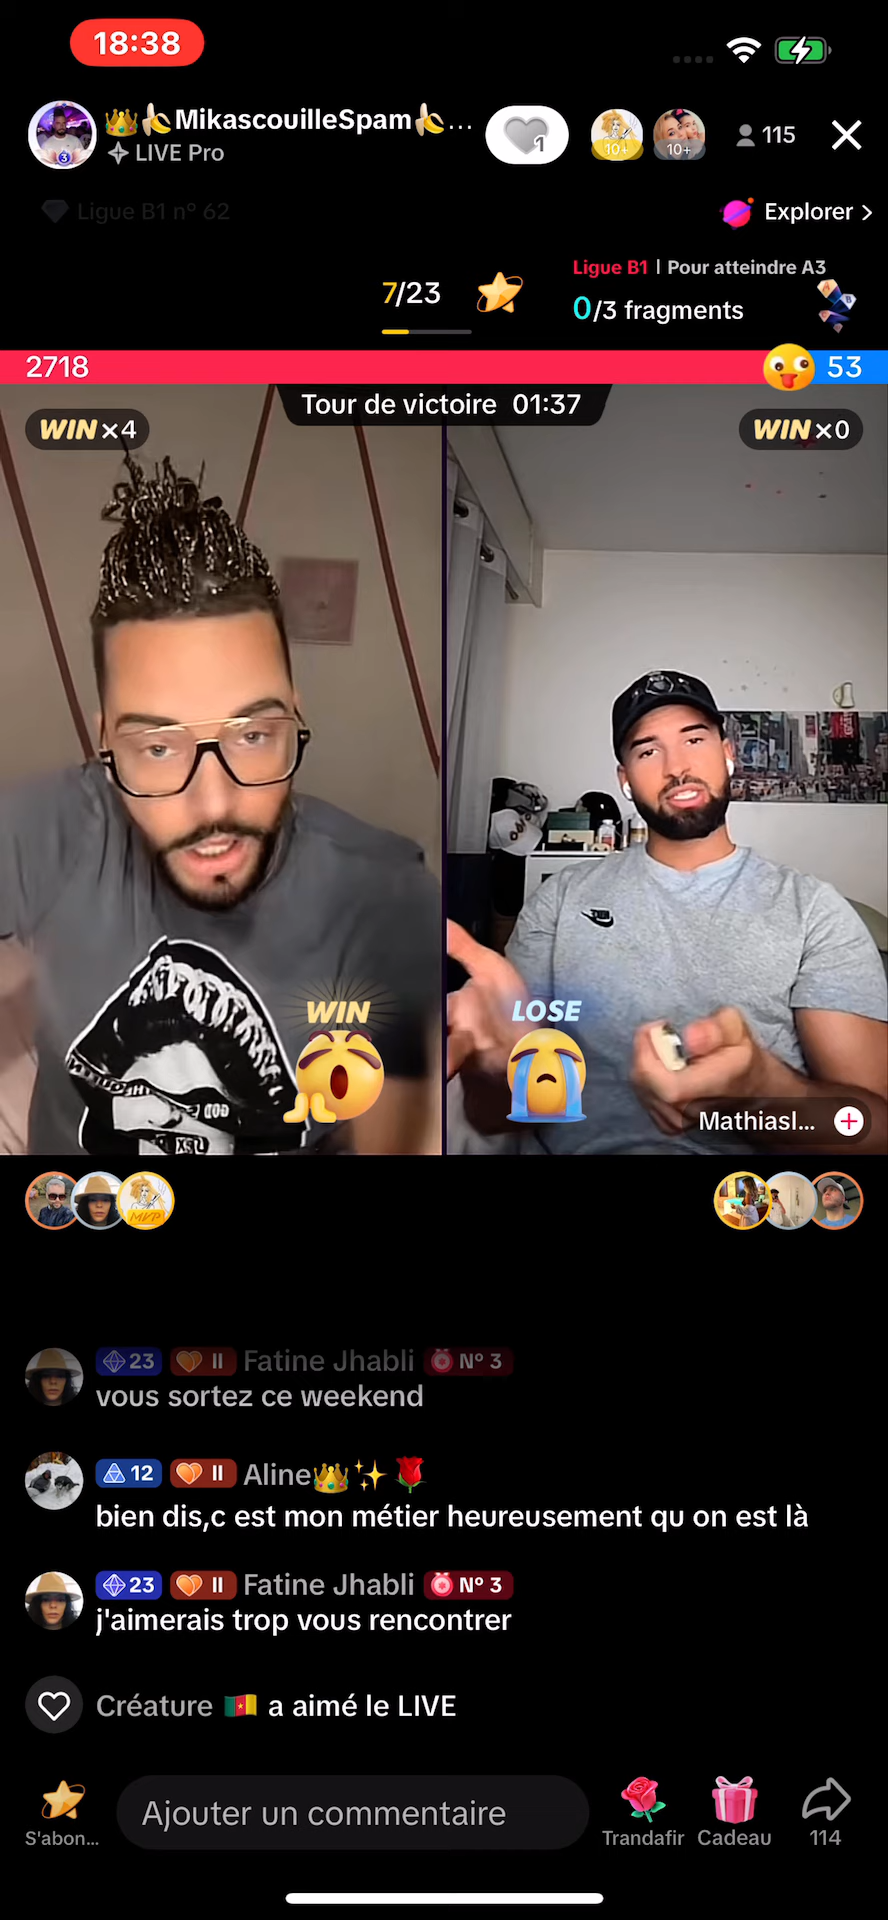 18:38
👑🍌MikascouilleSpam🍌...
LIVE Pro
1
10+
10+
115
Ligue B1 n° 62
Explorer >
7/23
Ligue B1 | Pour atteindre A3
0/3 fragments
2718
53
Tour de victoire 01:37
WIN ×4
WIN ×0
WIN
LOSE
Mathiasl...
MVP
23 II Fatine Jhabli N° 3
vous sortez ce weekend
12 II Aline👑✨🌹
bien dis,c est mon métier heureusement qu on est là
23 II Fatine Jhabli N° 3
j'aimerais trop vous rencontrer
Créature 🇨🇲 a aimé le LIVE
Ajouter un commentaire
S'abon...
Trandafir
Cadeau
114